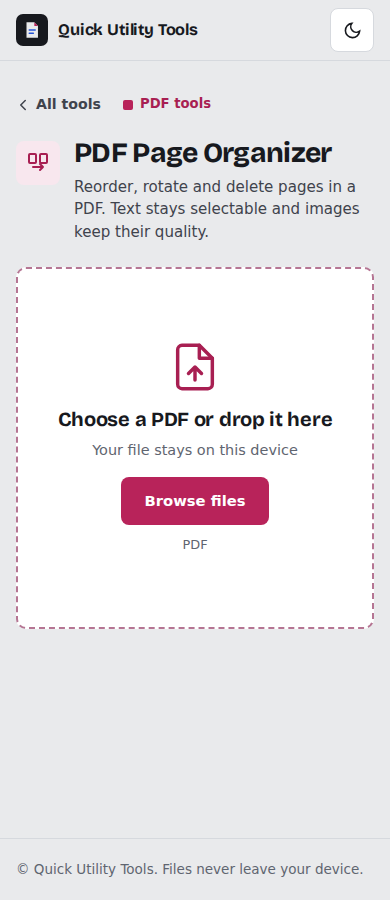 Quick Utility Tools
All tools
PDF tools
PDF Page Organizer
Reorder, rotate and delete pages in a
PDF. Text stays selectable and images
keep their quality.
Choose a PDF or drop it here
Your file stays on this device
Browse files
PDF
© Quick Utility Tools. Files never leave your device.